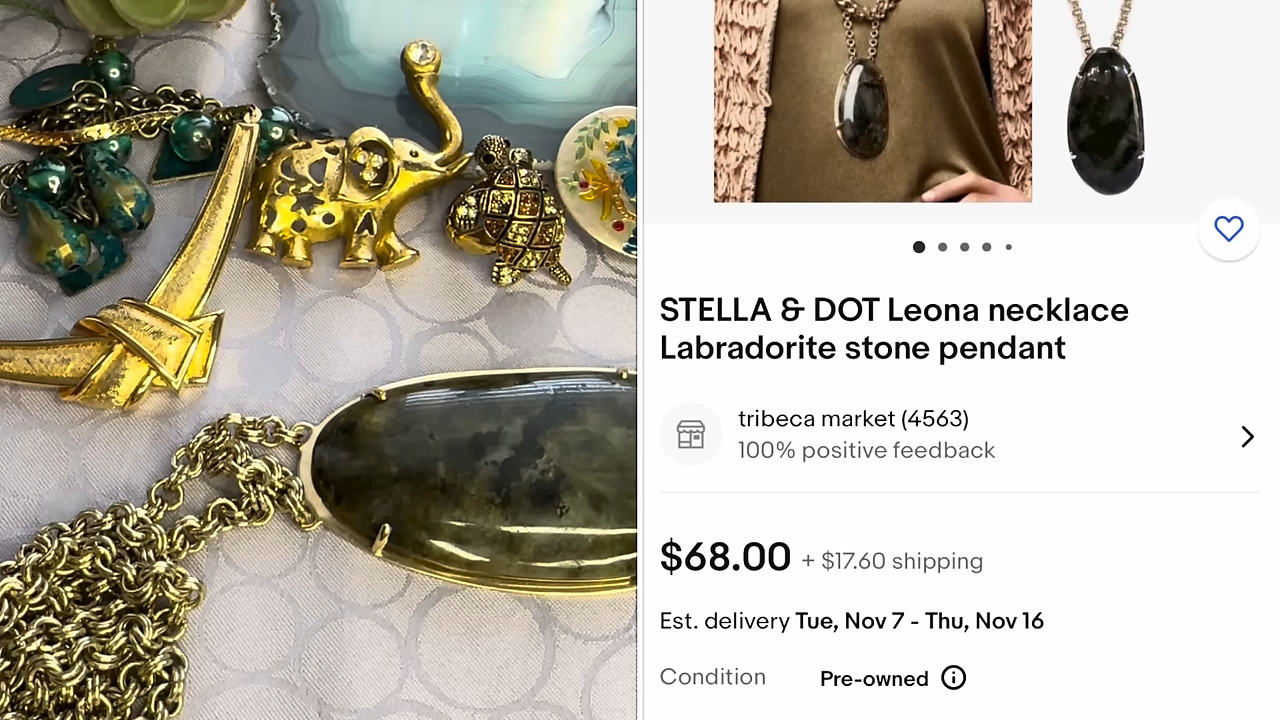 STELLA & DOT Leona necklace
Labradorite stone pendant
tribeca market (4563)
100% positive feedback
$68.00 + $17.60 shipping
Est. delivery Tue, Nov 7 - Thu, Nov 16
Condition Pre-owned